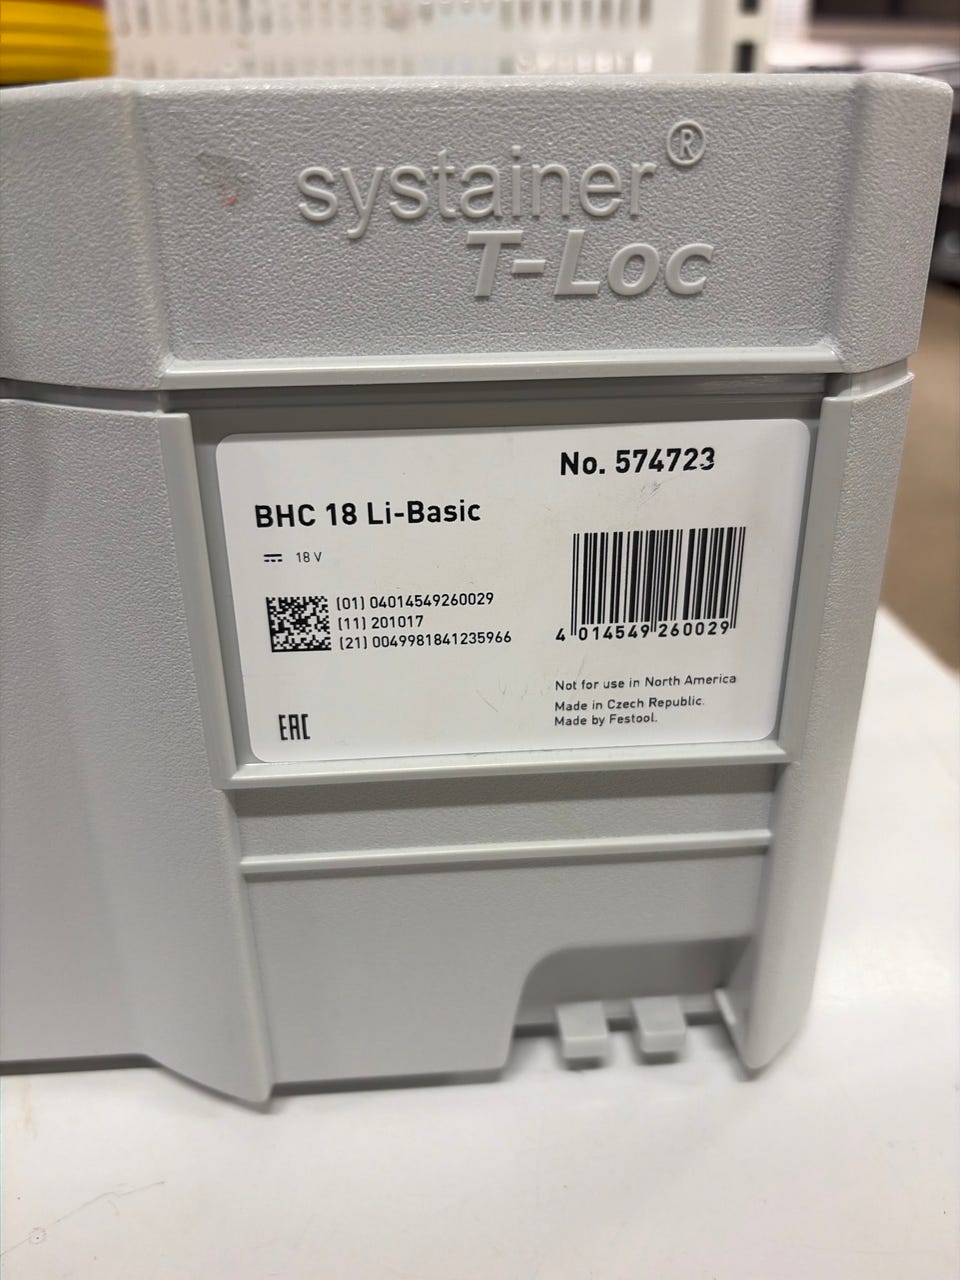 systainer®
T-Loc
No. 574723
BHC 18 Li-Basic
18 V
(01) 04014549260029
(11) 201017
(21) 0049981841235966
4 014549 260029
Not for use in North America
Made in Czech Republic.
Made by Festool.
EAC